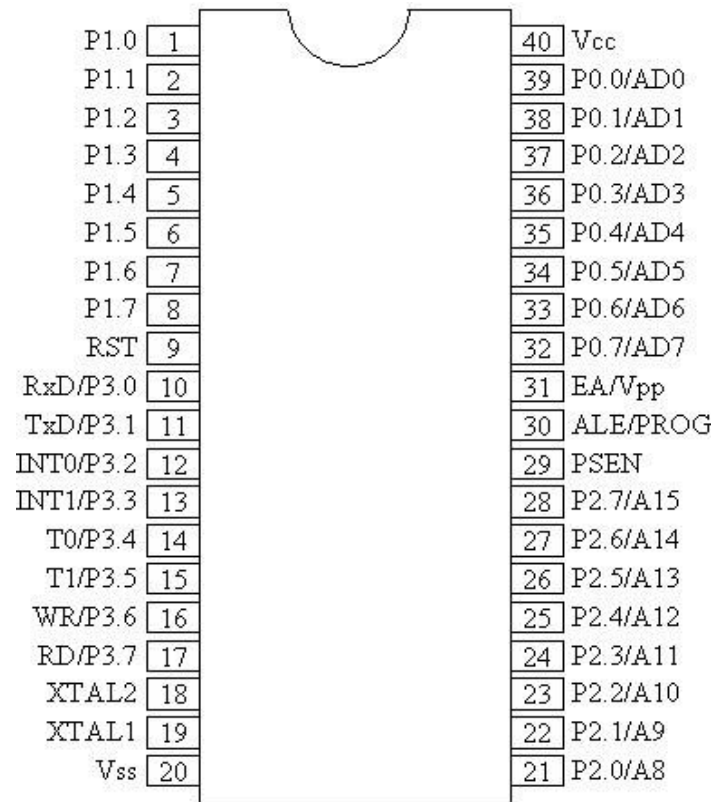 P1.0 1 40 Vcc
P1.1 2 39 P0.0/AD0
P1.2 3 38 P0.1/AD1
P1.3 4 37 P0.2/AD2
P1.4 5 36 P0.3/AD3
P1.5 6 35 P0.4/AD4
P1.6 7 34 P0.5/AD5
P1.7 8 33 P0.6/AD6
RST 9 32 P0.7/AD7
RxD/P3.0 10 31 EA/Vpp
TxD/P3.1 11 30 ALE/PROG
INT0/P3.2 12 29 PSEN
INT1/P3.3 13 28 P2.7/A15
T0/P3.4 14 27 P2.6/A14
T1/P3.5 15 26 P2.5/A13
WR/P3.6 16 25 P2.4/A12
RD/P3.7 17 24 P2.3/A11
XTAL2 18 23 P2.2/A10
XTAL1 19 22 P2.1/A9
Vss 20 21 P2.0/A8